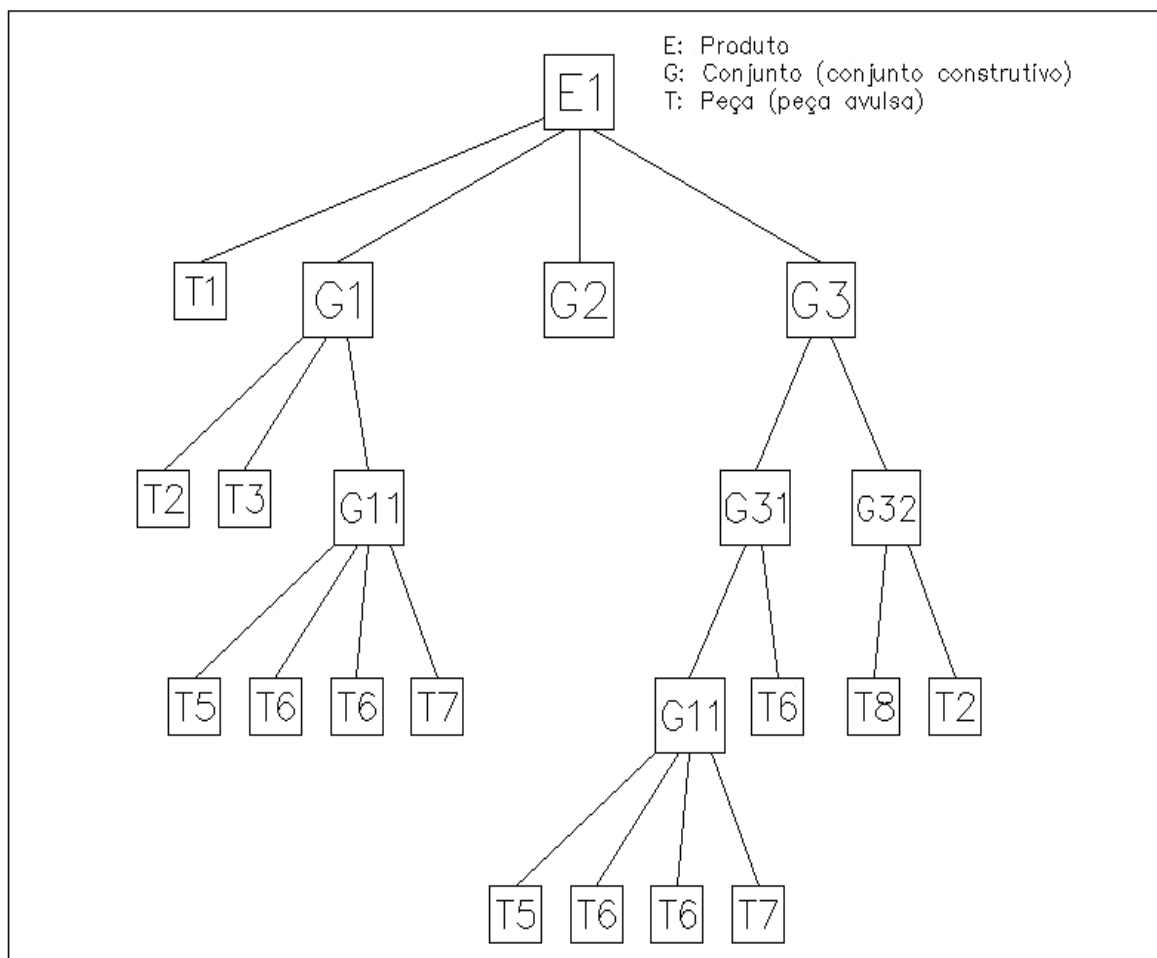 E: Produto
G: Conjunto (conjunto construtivo)
T: Peça (peça avulsa)
E1
T1 G1 G2 G3
T2 T3 G11 G31 G32
T5 T6 T6 T7 G11 T6 T8 T2
T5 T6 T6 T7